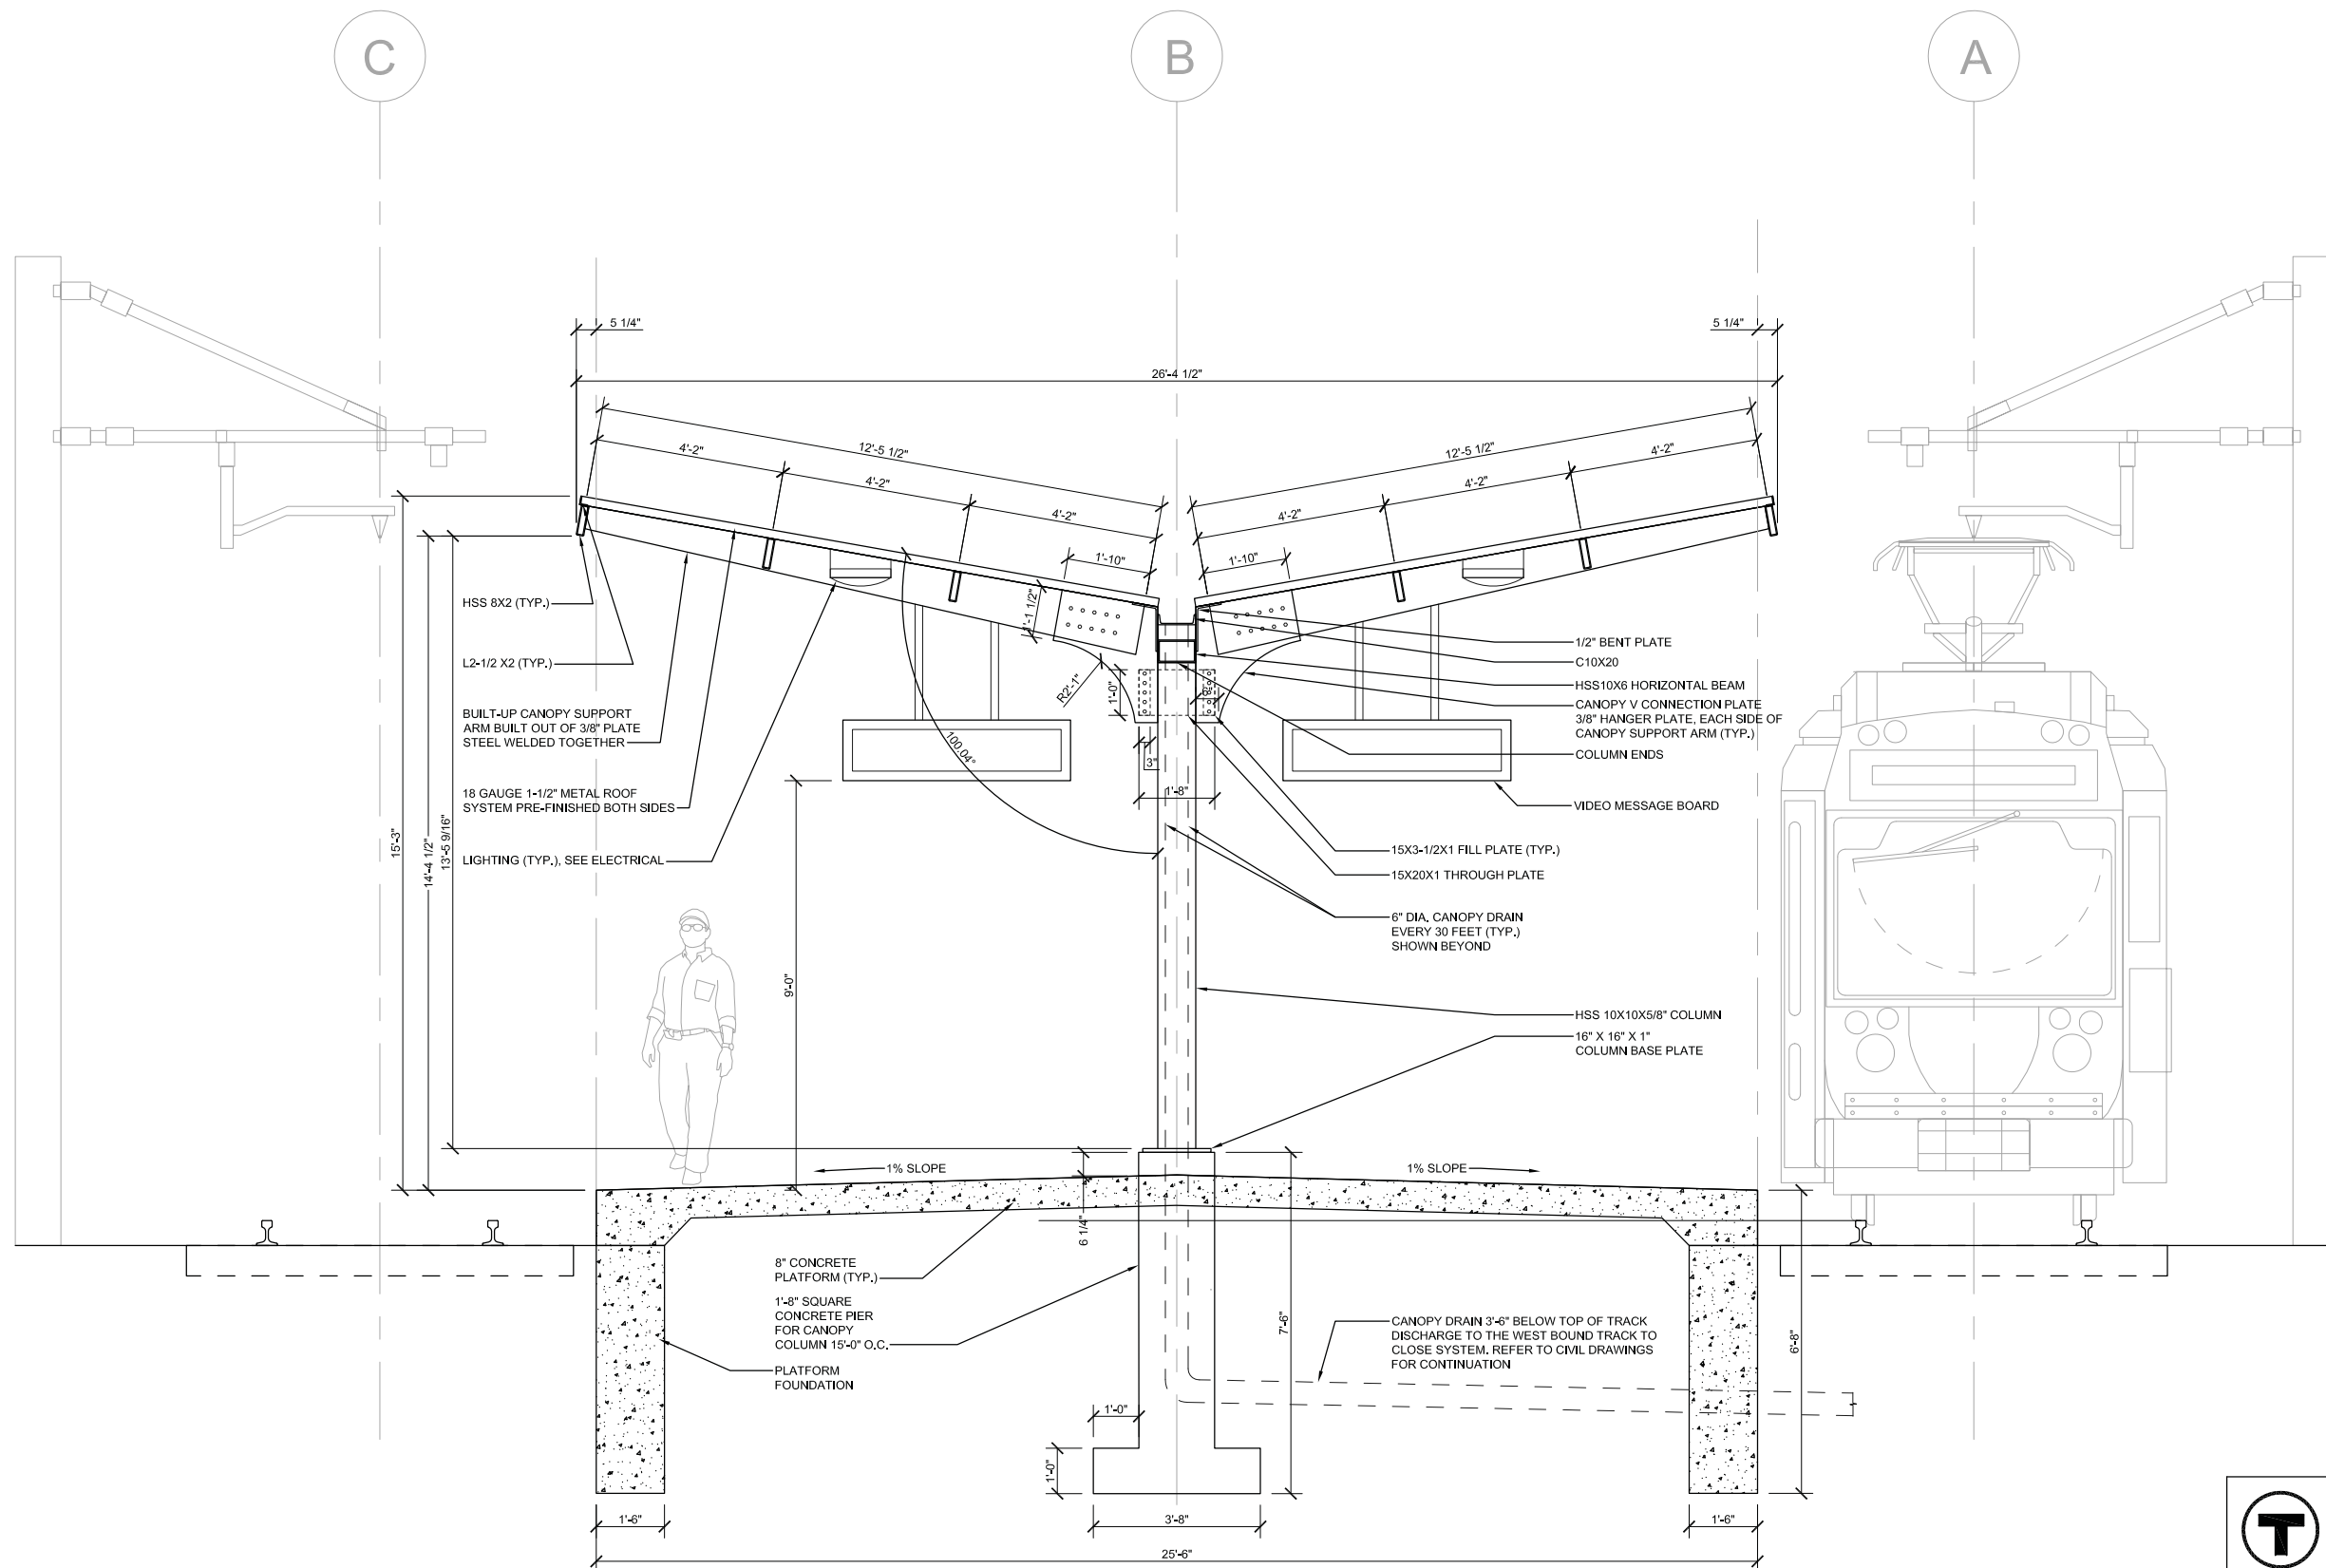 C
B
A
5 1/4"
5 1/4"
26'-4 1/2"
12'-5 1/2"
12'-5 1/2"
4'-2"
4'-2"
4'-2"
4'-2"
4'-2"
4'-2"
1'-10"
1'-10"
1'-1 1/2"
R2'-1"
1'-0"
3"
1'-8"
100.04°
15'-3"
14'-4 1/2"
13'-5 9/16"
9'-0"
HSS 8X2 (TYP.)
L2-1/2 X2 (TYP.)
BUILT-UP CANOPY SUPPORT
ARM BUILT OUT OF 3/8" PLATE
STEEL WELDED TOGETHER
18 GAUGE 1-1/2" METAL ROOF
SYSTEM PRE-FINISHED BOTH SIDES
LIGHTING (TYP.), SEE ELECTRICAL
1/2" BENT PLATE
C10X20
HSS10X6 HORIZONTAL BEAM
CANOPY V CONNECTION PLATE
3/8" HANGER PLATE, EACH SIDE OF
CANOPY SUPPORT ARM (TYP.)
COLUMN ENDS
VIDEO MESSAGE BOARD
15X3-1/2X1 FILL PLATE (TYP.)
15X20X1 THROUGH PLATE
6" DIA. CANOPY DRAIN
EVERY 30 FEET (TYP.)
SHOWN BEYOND
HSS 10X10X5/8" COLUMN
16" X 16" X 1"
COLUMN BASE PLATE
1% SLOPE
1% SLOPE
6 1/4"
8" CONCRETE
PLATFORM (TYP.)
1'-8" SQUARE
CONCRETE PIER
FOR CANOPY
COLUMN 15'-0" O.C.
PLATFORM
FOUNDATION
CANOPY DRAIN 3'-6" BELOW TOP OF TRACK
DISCHARGE TO THE WEST BOUND TRACK TO
CLOSE SYSTEM. REFER TO CIVIL DRAWINGS
FOR CONTINUATION
7'-6"
6'-8"
1'-0"
1'-0"
1'-6"
3'-8"
1'-6"
25'-6"
T